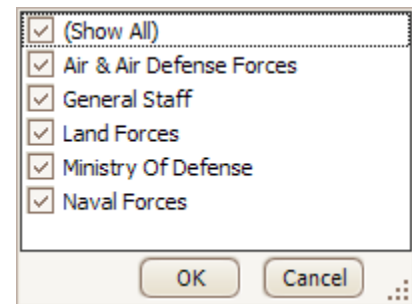 (Show All)
Air & Air Defense Forces
General Staff
Land Forces
Ministry Of Defense
Naval Forces
OK Cancel